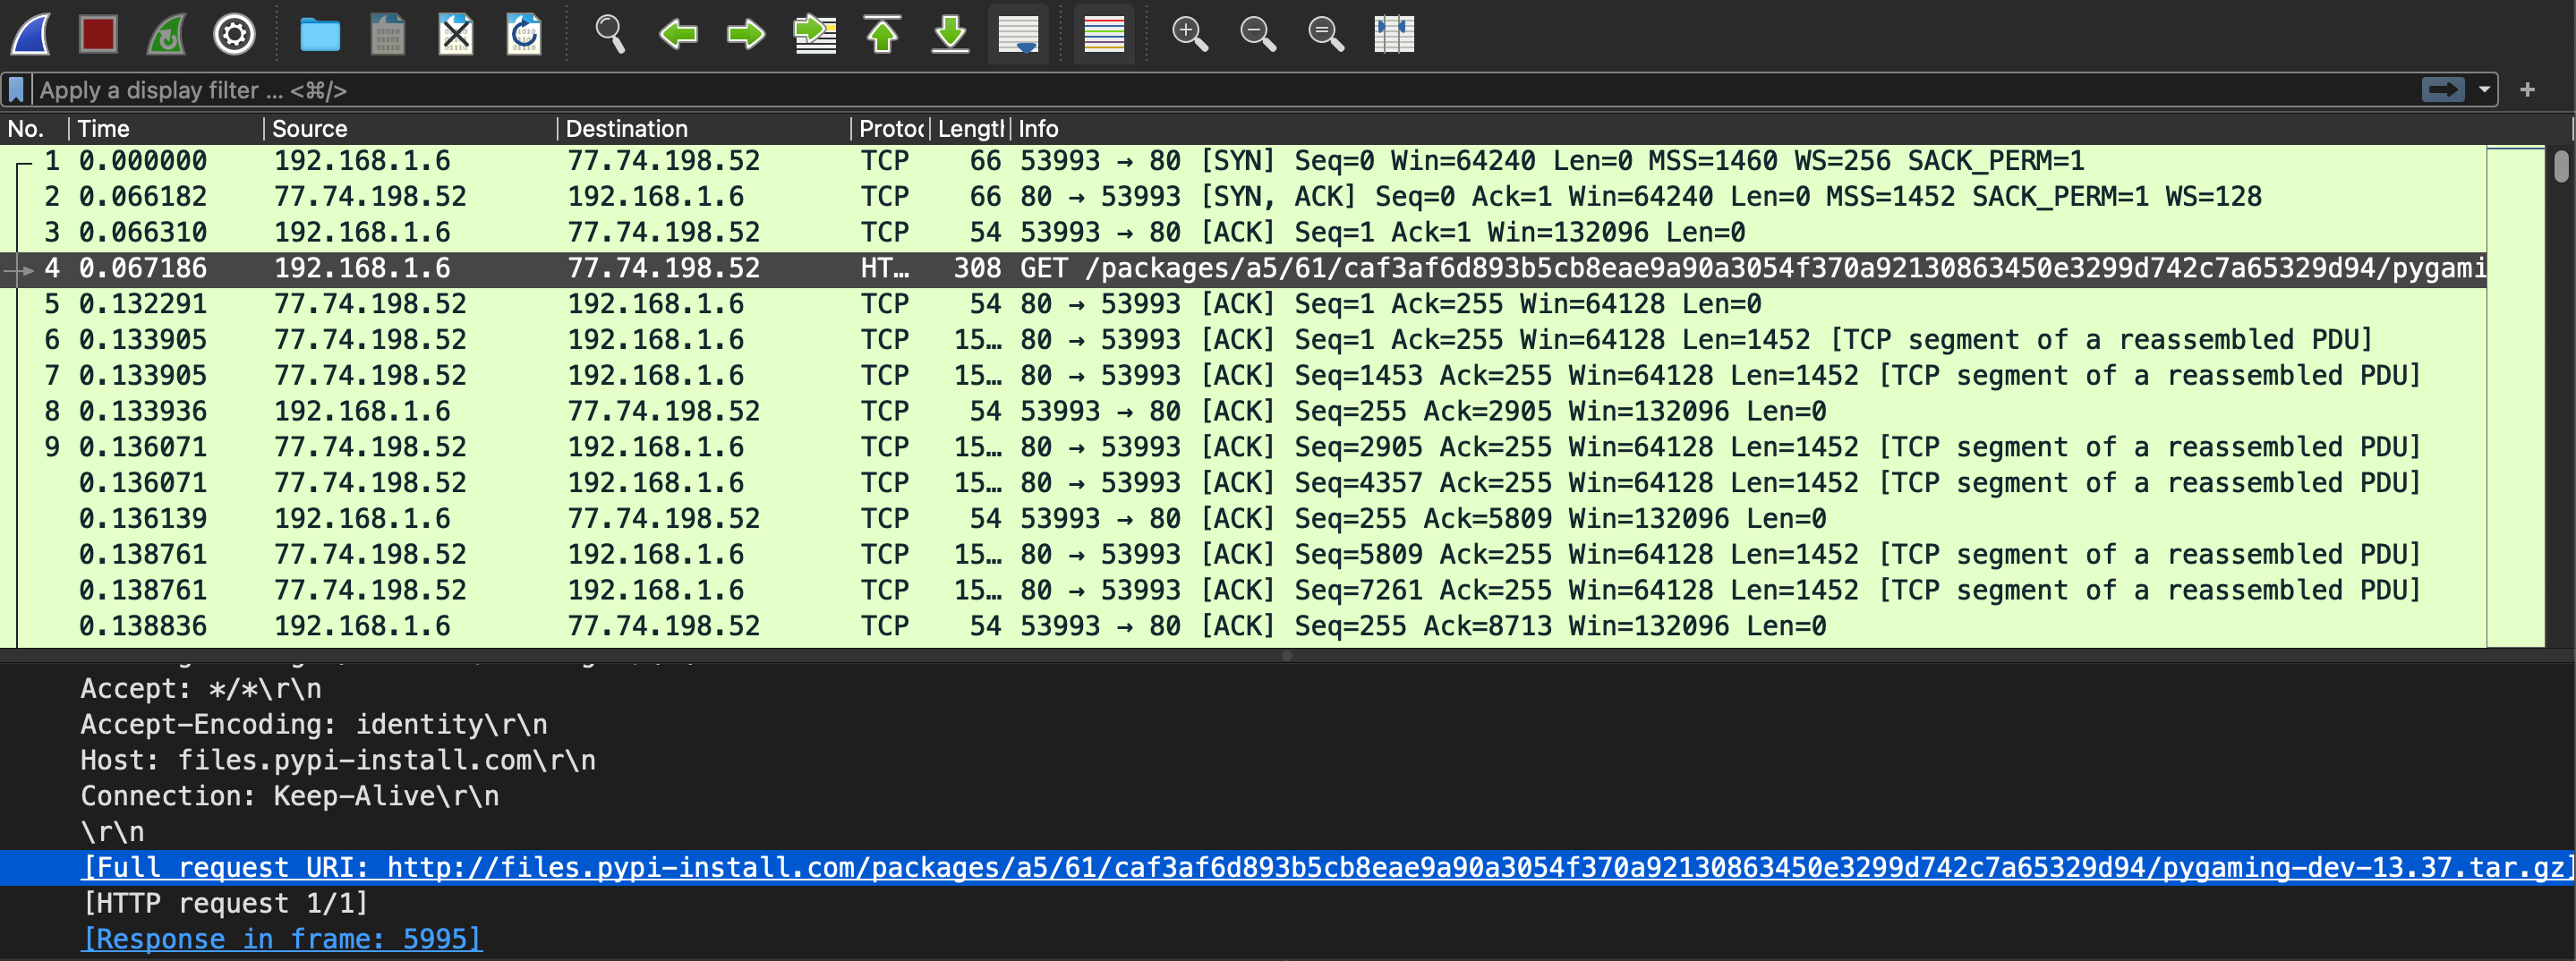 Apply a display filter ... <⌘/>
No. Time Source Destination Protoc Length Info
1 0.000000 192.168.1.6 77.74.198.52 TCP 66 53993 → 80 [SYN] Seq=0 Win=64240 Len=0 MSS=1460 WS=256 SACK_PERM=1
2 0.066182 77.74.198.52 192.168.1.6 TCP 66 80 → 53993 [SYN, ACK] Seq=0 Ack=1 Win=64240 Len=0 MSS=1452 SACK_PERM=1 WS=128
3 0.066310 192.168.1.6 77.74.198.52 TCP 54 53993 → 80 [ACK] Seq=1 Ack=1 Win=132096 Len=0
4 0.067186 192.168.1.6 77.74.198.52 HT… 308 GET /packages/a5/61/caf3af6d893b5cb8eae9a90a3054f370a92130863450e3299d742c7a65329d94/pygami
5 0.132291 77.74.198.52 192.168.1.6 TCP 54 80 → 53993 [ACK] Seq=1 Ack=255 Win=64128 Len=0
6 0.133905 77.74.198.52 192.168.1.6 TCP 15… 80 → 53993 [ACK] Seq=1 Ack=255 Win=64128 Len=1452 [TCP segment of a reassembled PDU]
7 0.133905 77.74.198.52 192.168.1.6 TCP 15… 80 → 53993 [ACK] Seq=1453 Ack=255 Win=64128 Len=1452 [TCP segment of a reassembled PDU]
8 0.133936 192.168.1.6 77.74.198.52 TCP 54 53993 → 80 [ACK] Seq=255 Ack=2905 Win=132096 Len=0
9 0.136071 77.74.198.52 192.168.1.6 TCP 15… 80 → 53993 [ACK] Seq=2905 Ack=255 Win=64128 Len=1452 [TCP segment of a reassembled PDU]
0.136071 77.74.198.52 192.168.1.6 TCP 15… 80 → 53993 [ACK] Seq=4357 Ack=255 Win=64128 Len=1452 [TCP segment of a reassembled PDU]
0.136139 192.168.1.6 77.74.198.52 TCP 54 53993 → 80 [ACK] Seq=255 Ack=5809 Win=132096 Len=0
0.138761 77.74.198.52 192.168.1.6 TCP 15… 80 → 53993 [ACK] Seq=5809 Ack=255 Win=64128 Len=1452 [TCP segment of a reassembled PDU]
0.138761 77.74.198.52 192.168.1.6 TCP 15… 80 → 53993 [ACK] Seq=7261 Ack=255 Win=64128 Len=1452 [TCP segment of a reassembled PDU]
0.138836 192.168.1.6 77.74.198.52 TCP 54 53993 → 80 [ACK] Seq=255 Ack=8713 Win=132096 Len=0
Accept: */*\r\n
Accept-Encoding: identity\r\n
Host: files.pypi-install.com\r\n
Connection: Keep-Alive\r\n
\r\n
[Full request URI: http://files.pypi-install.com/packages/a5/61/caf3af6d893b5cb8eae9a90a3054f370a92130863450e3299d742c7a65329d94/pygaming-dev-13.37.tar.gz]
[HTTP request 1/1]
[Response in frame: 5995]